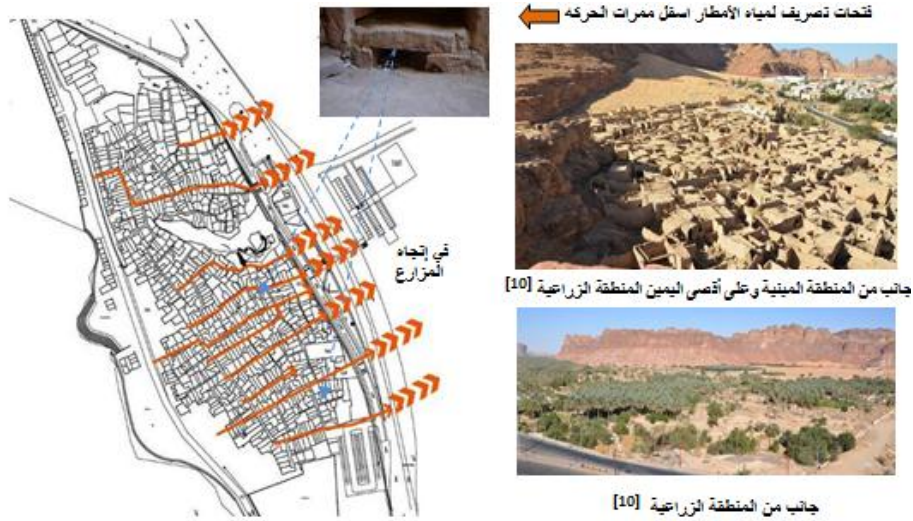 فتحات تصريف لمياه الأمطار اسفل ممرات الحركه
في إتجاه
المزارع
جانب من المنطقة المبنية وعلى أقصى اليمين المنطقة الزراعية [10]
جانب من المنطقة الزراعية [10]